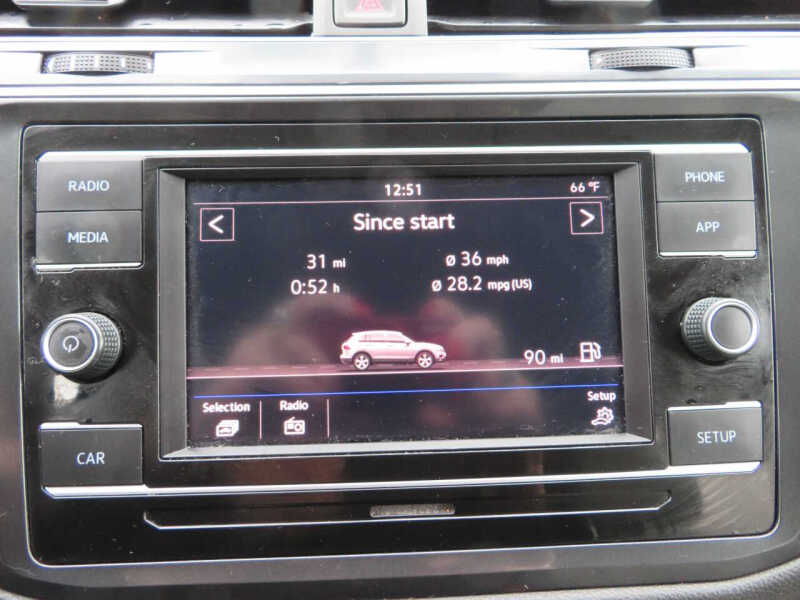 RADIO
MEDIA
CAR
12:51 66 °F
< Since start >
31 mi ø 36 mph
0:52 h ø 28.2 mpg (US)
90 mi
Selection Radio Setup
PHONE
APP
SETUP